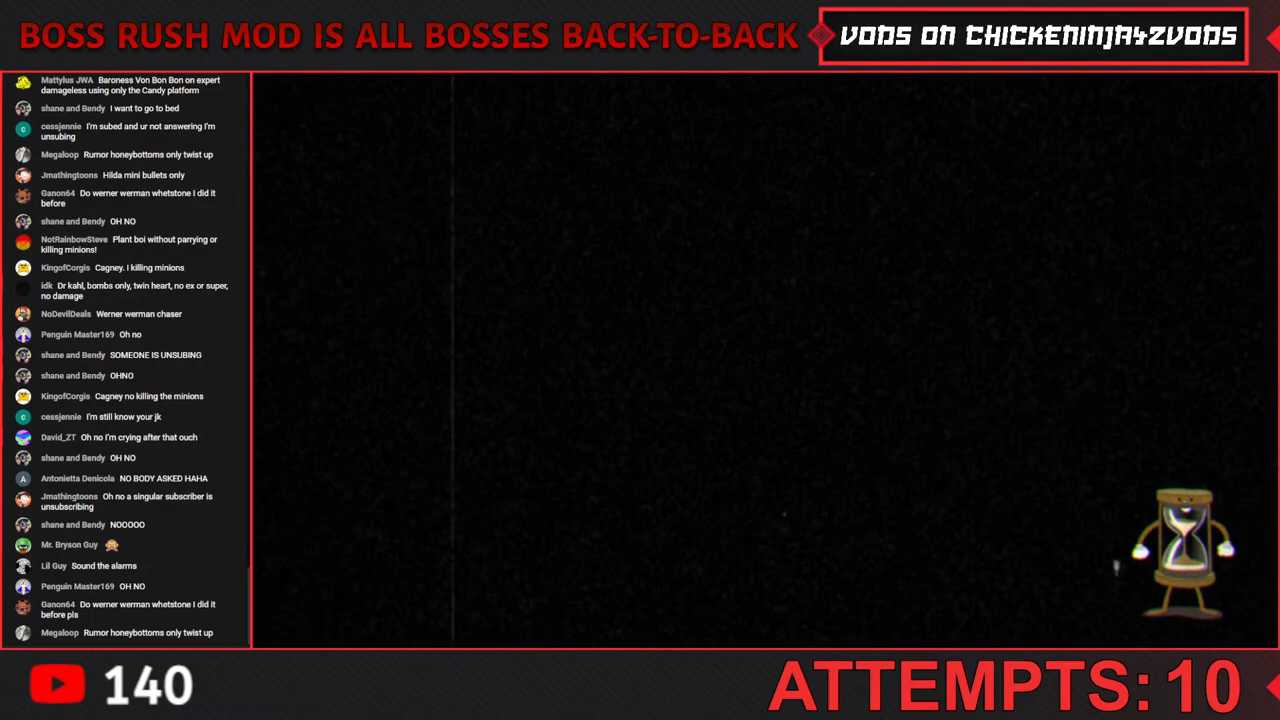 BOSS RUSH MOD IS ALL BOSSES BACK-TO-BACK
VODS ON CHICKENINJA42VODS
Mattylus JWA Baroness Von Bon Bon on expert
damageless using only the Candy platform
shane and Bendy I want to go to bed
cessjennie I'm subed and ur not answering I'm
unsubing
Megaloop Rumor honeybottoms only twist up
Jmathingtoons Hilda mini bullets only
Ganon64 Do werner werman whetstone I did it
before
shane and Bendy OH NO
NotRainbowSteve Plant boi without parrying or
killing minions!
KingofCorgis Cagney. I killing minions
idk Dr kahl, bombs only, twin heart, no ex or super,
no damage
NoDevilDeals Werner werman chaser
Penguin Master169 Oh no
shane and Bendy SOMEONE IS UNSUBING
shane and Bendy OHNO
KingofCorgis Cagney no killing the minions
cessjennie I'm still know your jk
David_ZT Oh no I'm crying after that ouch
shane and Bendy OH NO
A Antonietta Denicola NO BODY ASKED HAHA
Jmathingtoons Oh no a singular subscriber is
unsubscribing
shane and Bendy NOOOOO
Mr. Bryson Guy
Lil Guy Sound the alarms
Penguin Master169 OH NO
Ganon64 Do werner werman whetstone I did it
before pls
Megaloop Rumor honeybottoms only twist up
140
ATTEMPTS: 10